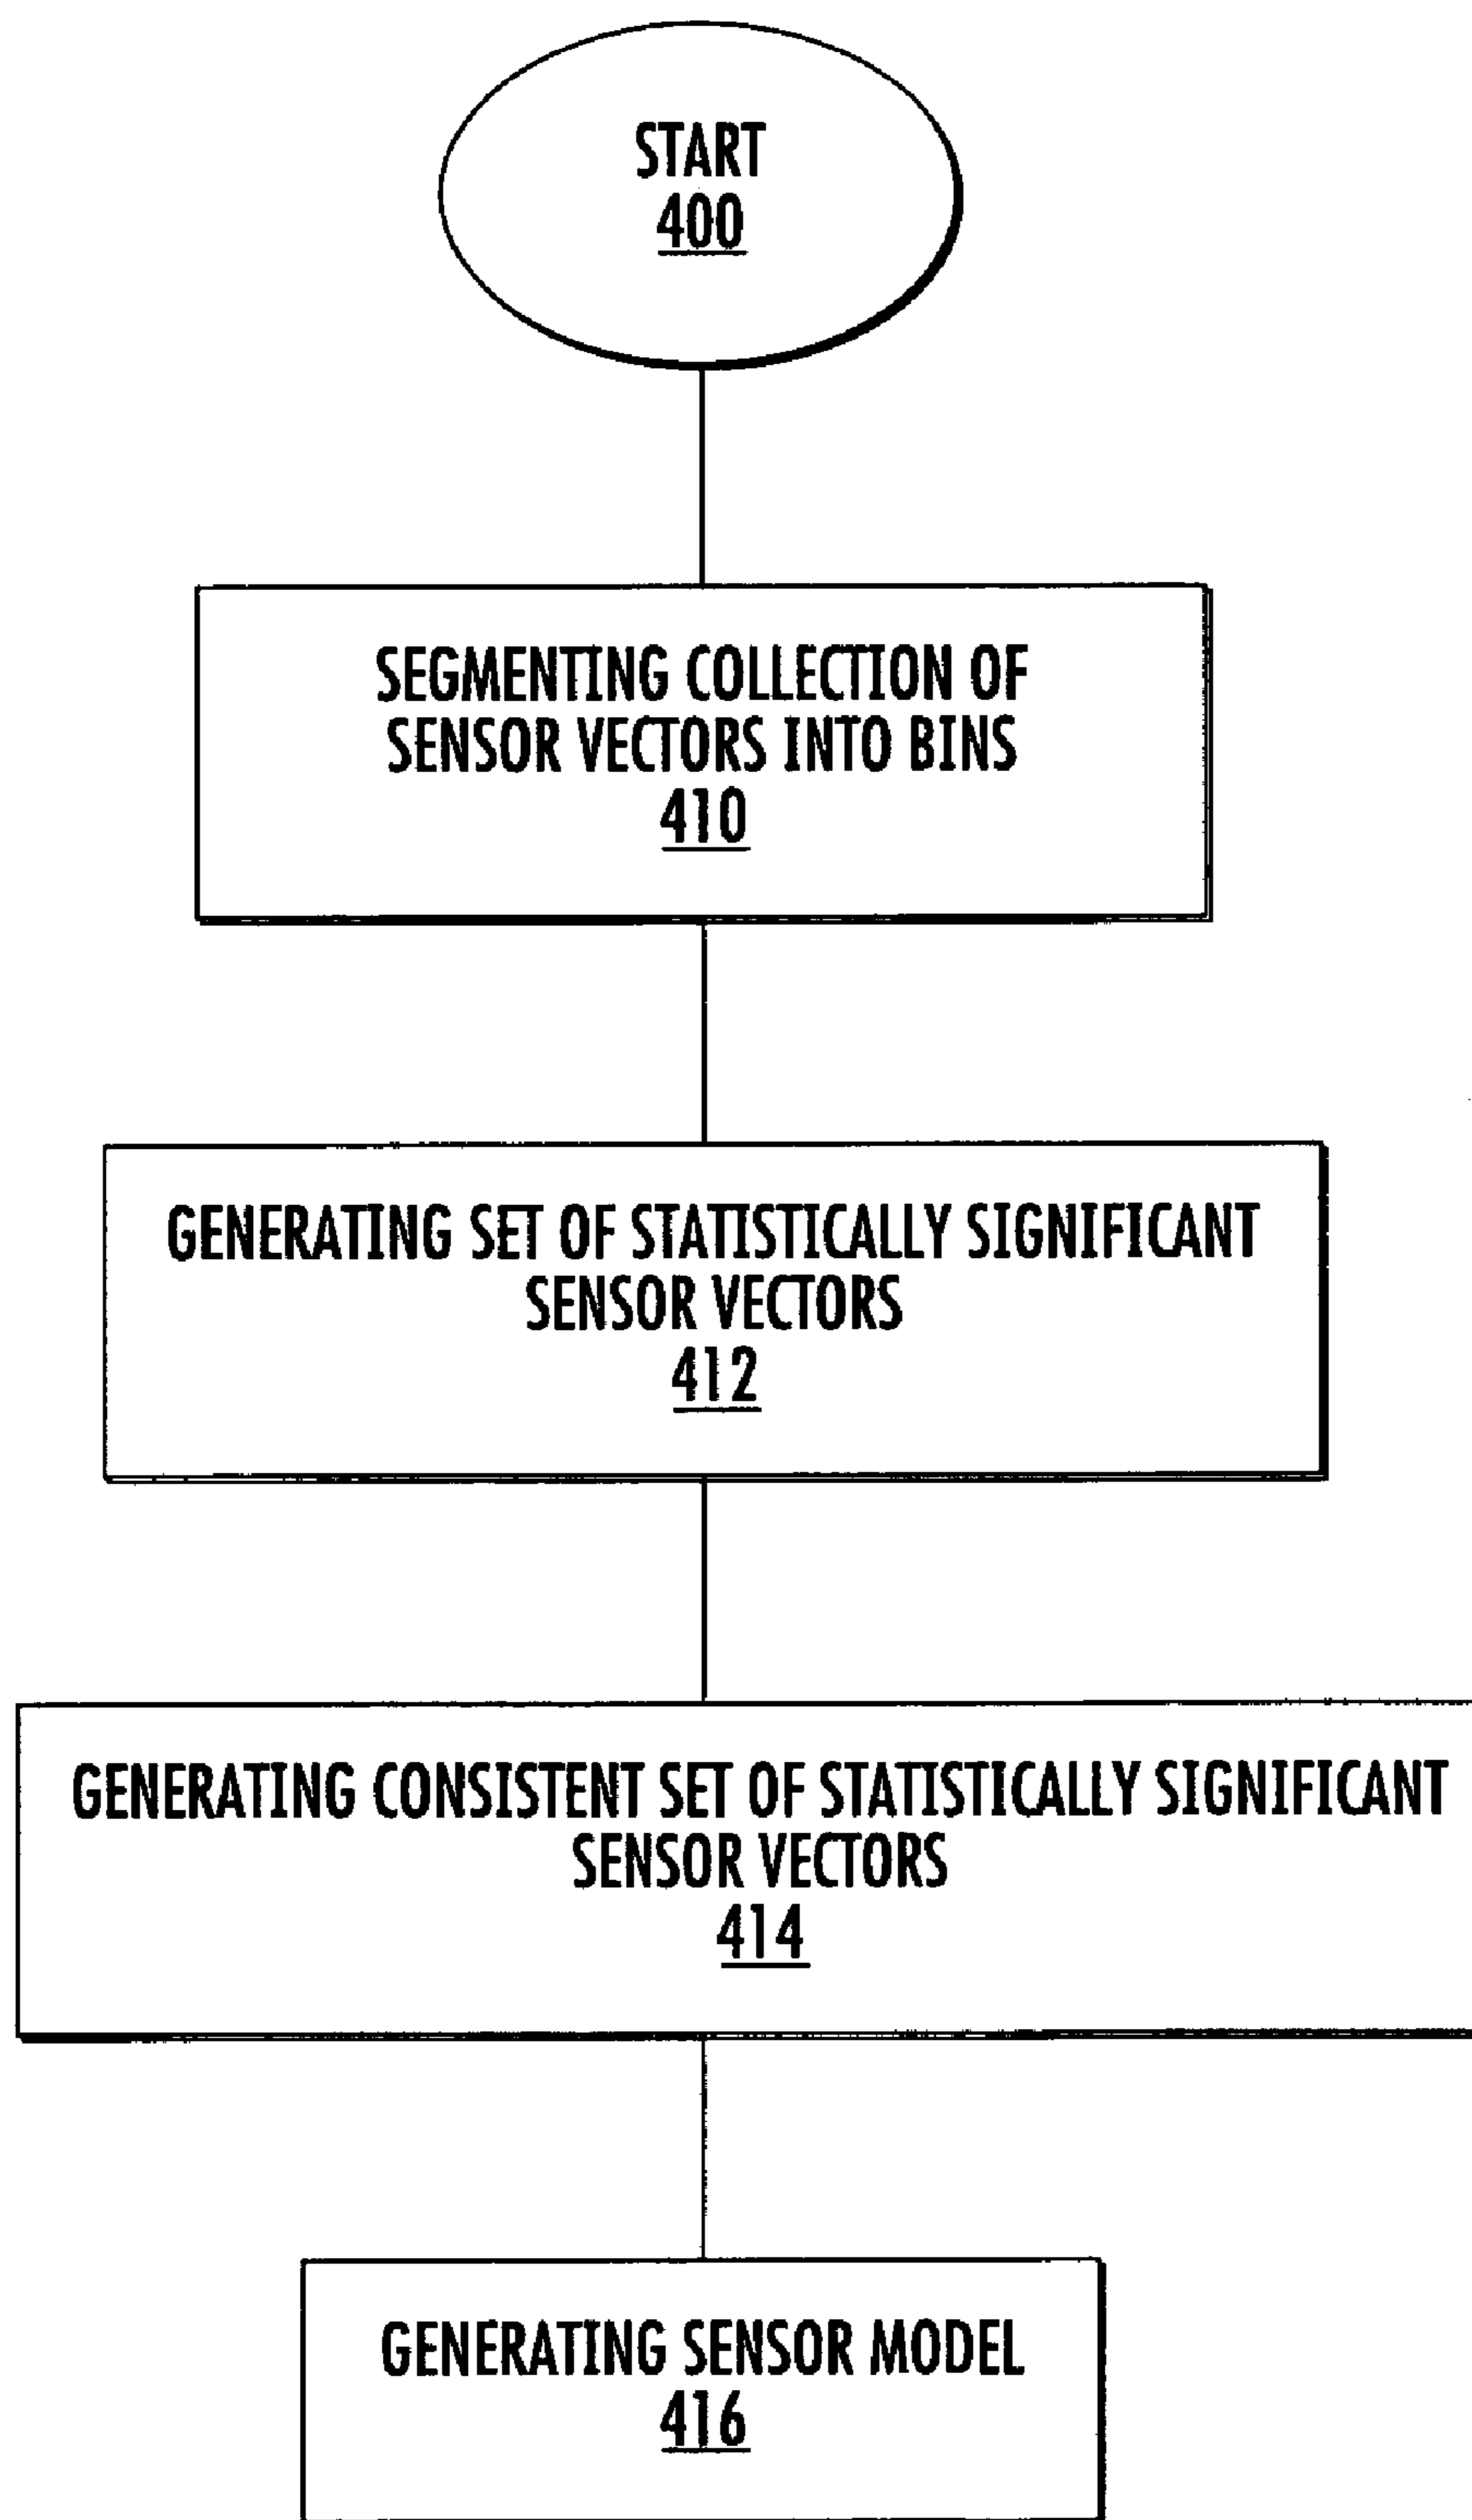 START
400
SEGMENTING COLLECTION OF
SENSOR VECTORS INTO BINS
410
GENERATING SET OF STATISTICALLY SIGNIFICANT
SENSOR VECTORS
412
GENERATING CONSISTENT SET OF STATISTICALLY SIGNIFICANT
SENSOR VECTORS
414
GENERATING SENSOR MODEL
416